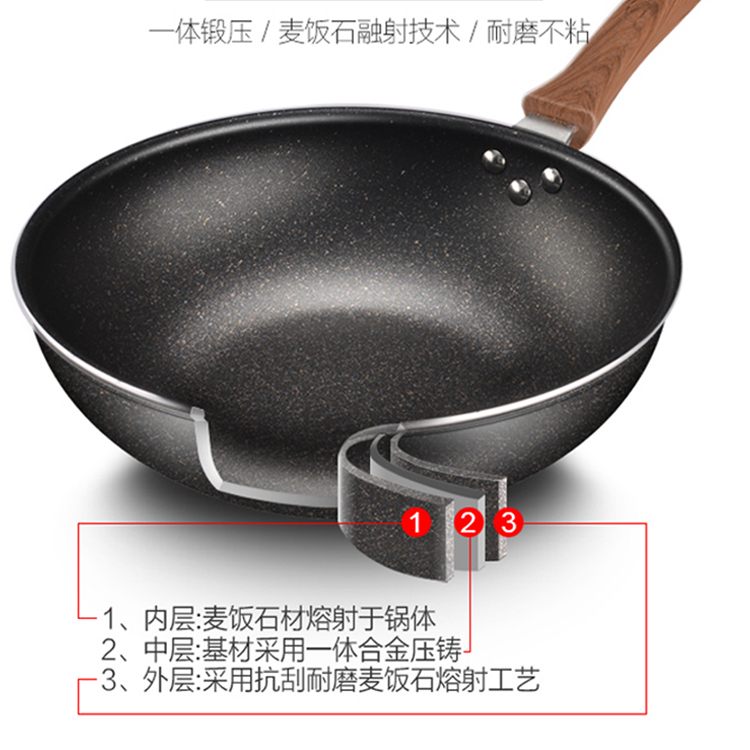 一体锻压 / 麦饭石融射技术 / 耐磨不粘
1 2 3
1、内层:麦饭石材熔射于锅体
2、中层:基材采用一体合金压铸
3、外层:采用抗刮耐磨麦饭石熔射工艺